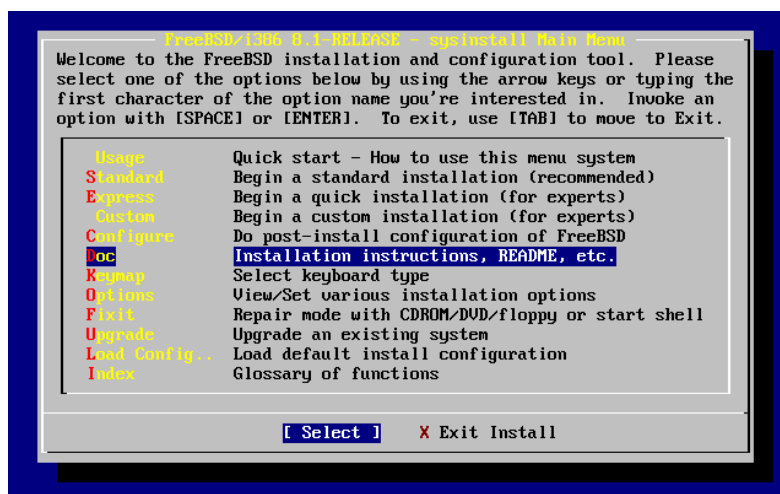 FreeBSD/i386 8.1-RELEASE - sysinstall Main Menu
Welcome to the FreeBSD installation and configuration tool.  Please
select one of the options below by using the arrow keys or typing the
first character of the option name you're interested in.  Invoke an
option with [SPACE] or [ENTER].  To exit, use [TAB] to move to Exit.
Usage Quick start - How to use this menu system
Standard Begin a standard installation (recommended)
Express Begin a quick installation (for experts)
Custom Begin a custom installation (for experts)
Configure Do post-install configuration of FreeBSD
Doc Installation instructions, README, etc.
Keymap Select keyboard type
Options View/Set various installation options
Fixit Repair mode with CDROM/DVD/floppy or start shell
Upgrade Upgrade an existing system
Load Config.. Load default install configuration
Index Glossary of functions
[ Select ] X Exit Install